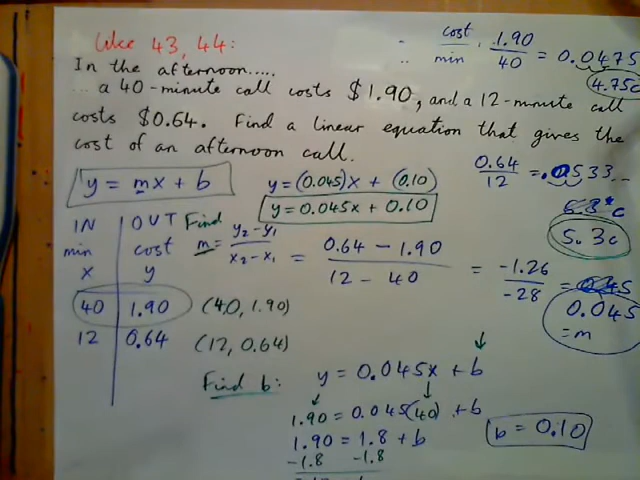 Like 43, 44:
In the afternoon.....
... a 40-minute call costs $1.90, and a 12-minute call
costs $0.64. Find a linear equation that gives the
cost of an afternoon call.
∴ cost/min . 1.90/40 = 0.0475
4.75c
0.64/12 = .0533...
5.3c
y = mx + b
y = (0.045)x + (0.10)
y = 0.045x + 0.10
IN | OUT
min | cost
x | y
40 | 1.90 (40, 1.90)
12 | 0.64 (12, 0.64)
Find
m = y₂ - y₁ / x₂ - x₁ = 0.64 - 1.90 / 12 - 40 = -1.26 / -28 =
0.045
= m
Find b: y = 0.045x + b
1.90 = 0.045(40) + b
1.90 = 1.8 + b
-1.8 -1.8
b = 0.10